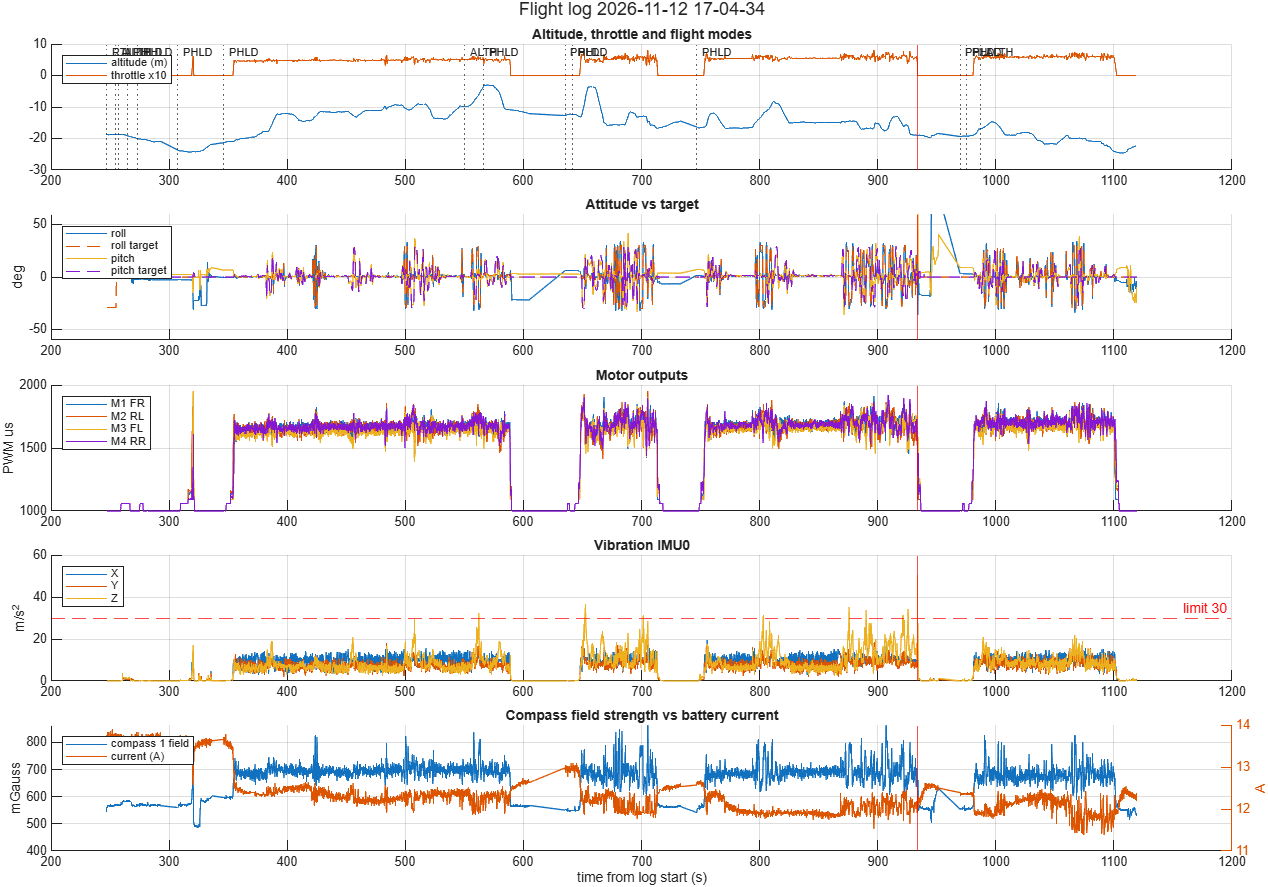 Flight log 2026-11-12 17-04-34
Altitude, throttle and flight modes
10
0
-10
-20
-30
altitude (m)
throttle x10
PHLD
PHLD
PHLD
PHLD
200
300
400
500
600
700
800
900
1000
1100
1200
Attitude vs target
deg
50
0
-50
roll
roll target
pitch
pitch target
200
300
400
500
600
700
800
900
1000
1100
1200
Motor outputs
PWM us
2000
1500
1000
M1 FR
M2 RL
M3 FL
M4 RR
200
300
400
500
600
700
800
900
1000
1100
1200
Vibration IMU0
m/s²
60
40
20
0
X
Y
Z
limit 30
200
300
400
500
600
700
800
900
1000
1100
1200
Compass field strength vs battery current
mGauss
800
700
600
500
400
compass 1 field
current (A)
14
13
12
11
A
200
300
400
500
600
700
800
900
1000
1100
1200
time from log start (s)